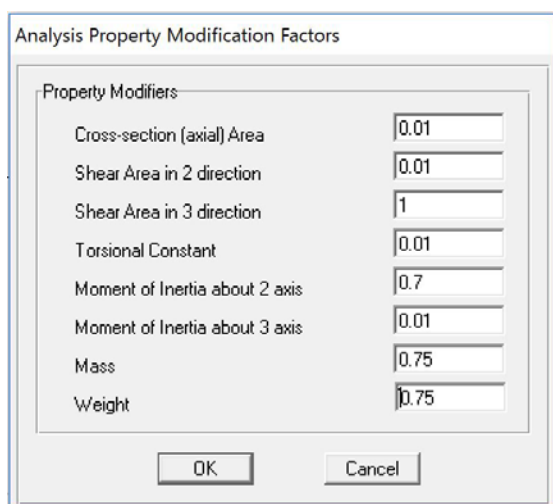 Analysis Property Modification Factors
Property Modifiers
Cross-section (axial) Area 0.01
Shear Area in 2 direction 0.01
Shear Area in 3 direction 1
Torsional Constant 0.01
Moment of Inertia about 2 axis 0.7
Moment of Inertia about 3 axis 0.01
Mass 0.75
Weight 0.75
OK Cancel